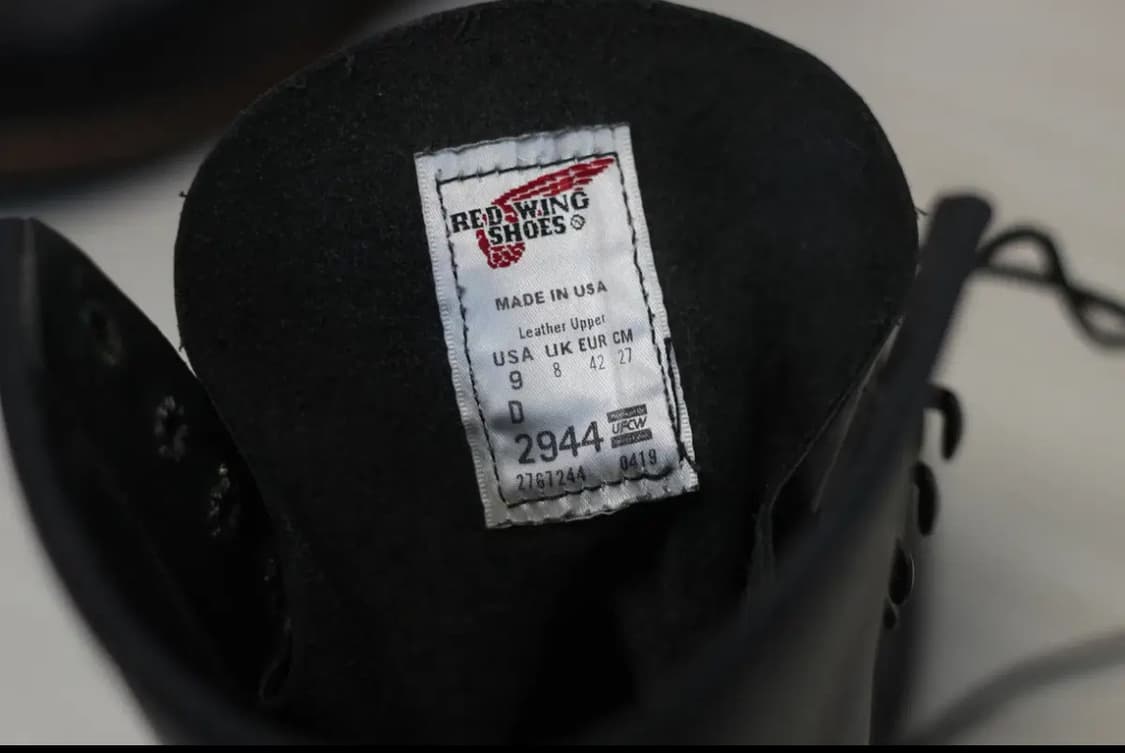 RED WING
SHOES
MADE IN USA
Leather Upper
USA UK EUR CM
9 8 42 27
D
2944 UFCW
2767244 0419